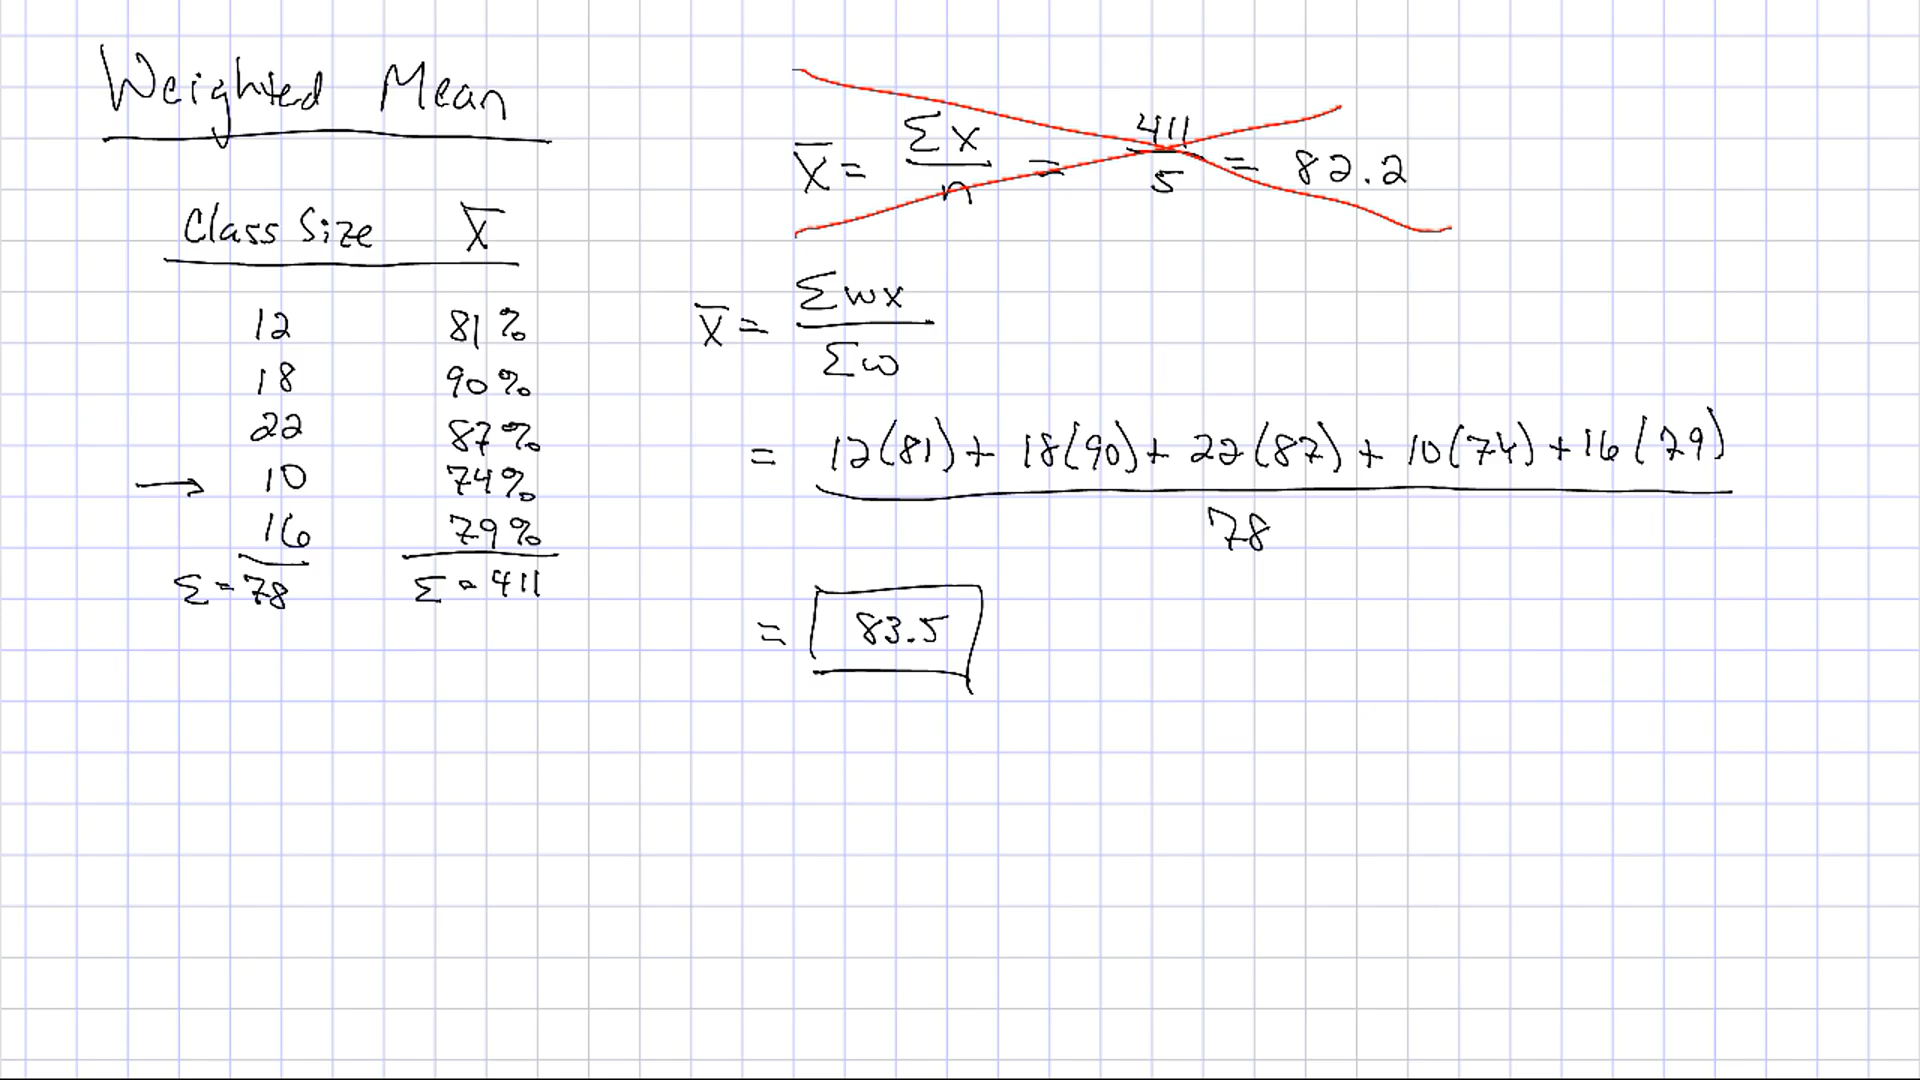 Weighted Mean
Class Size X̅
12 81%
18 90%
22 87%
→ 10 74%
16 79%
Σ=78 Σ=411
X̅ = Σx/n = 411/5 = 82.2
X̅ = Σwx/Σw
= 12(81)+18(90)+22(87)+10(74)+16(79)
78
= 83.5